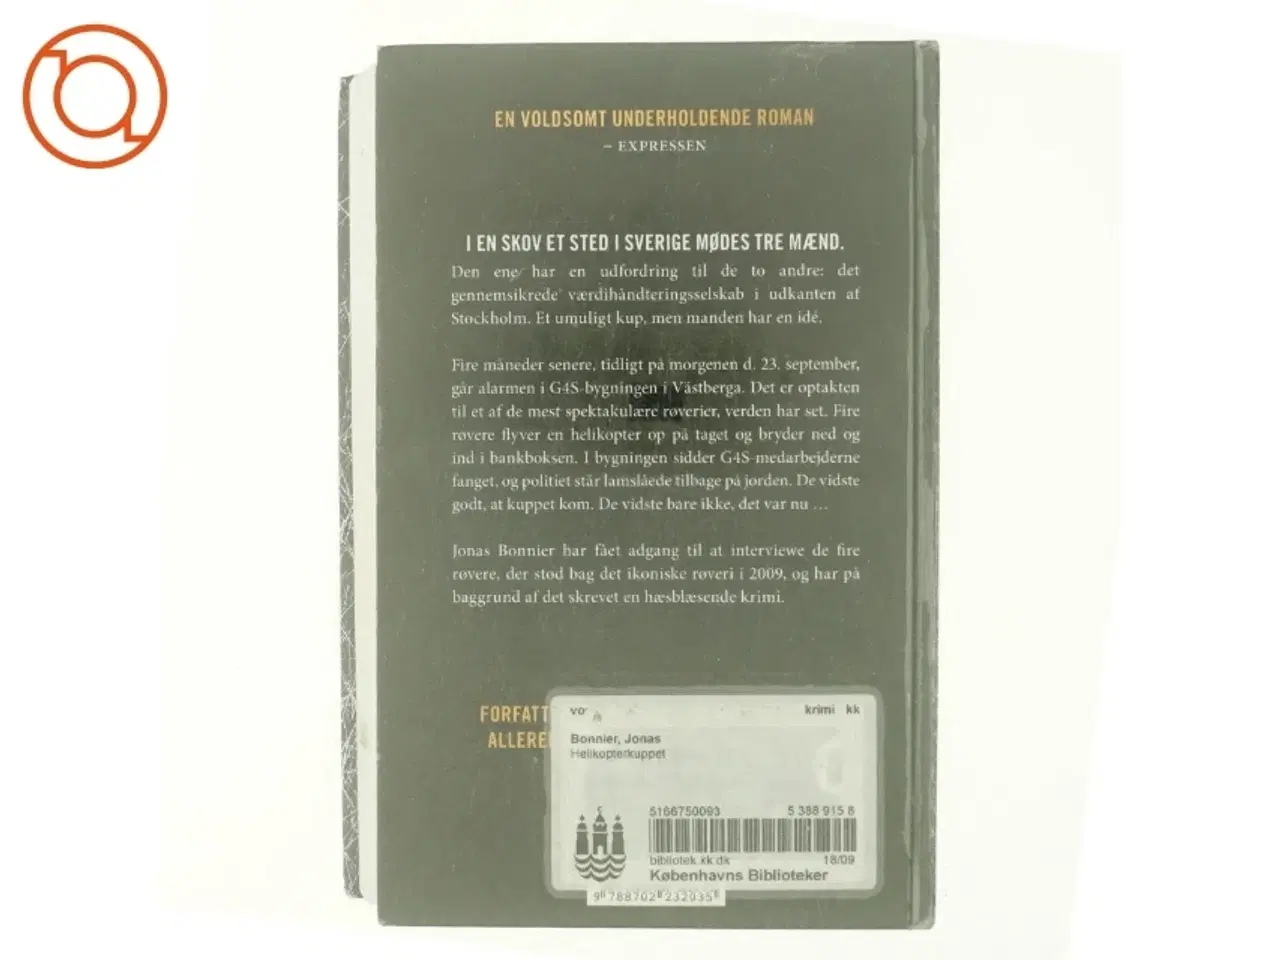 EN VOLDSOMT UNDERHOLDENDE ROMAN
– EXPRESSEN
I EN SKOV ET STED I SVERIGE MØDES TRE MÆND.
Den ene har en udfordring til de to andre: det
gennemsikrede værdihåndteringsselskab i udkanten af
Stockholm. Et umuligt kup, men manden har en idé.
Fire måneder senere, tidligt på morgenen d. 23. september,
går alarmen i G4S-bygningen i Västberga. Det er optakten
til et af de mest spektakulære røverier, verden har set. Fire
røvere flyver en helikopter op på taget og bryder ned og
ind i bankboksen. I bygningen sidder G4S-medarbejderne
fanget, og politiet står lamslåede tilbage på jorden. De vidste
godt, at kuppet kom. De vidste bare ikke, det var nu …
Jonas Bonnier har fået adgang til at interviewe de fire
røvere, der stod bag det ikoniske røveri i 2009, og har på
baggrund af det skrevet en hæsblæsende krimi.
FORFATT
ALLERE
vo krimi kk
Bonnier, Jonas
Helikopterkuppet
5166750093 5 388 915 8
bibliotek.kk.dk 18/09
Københavns Biblioteker
9 788702 232035